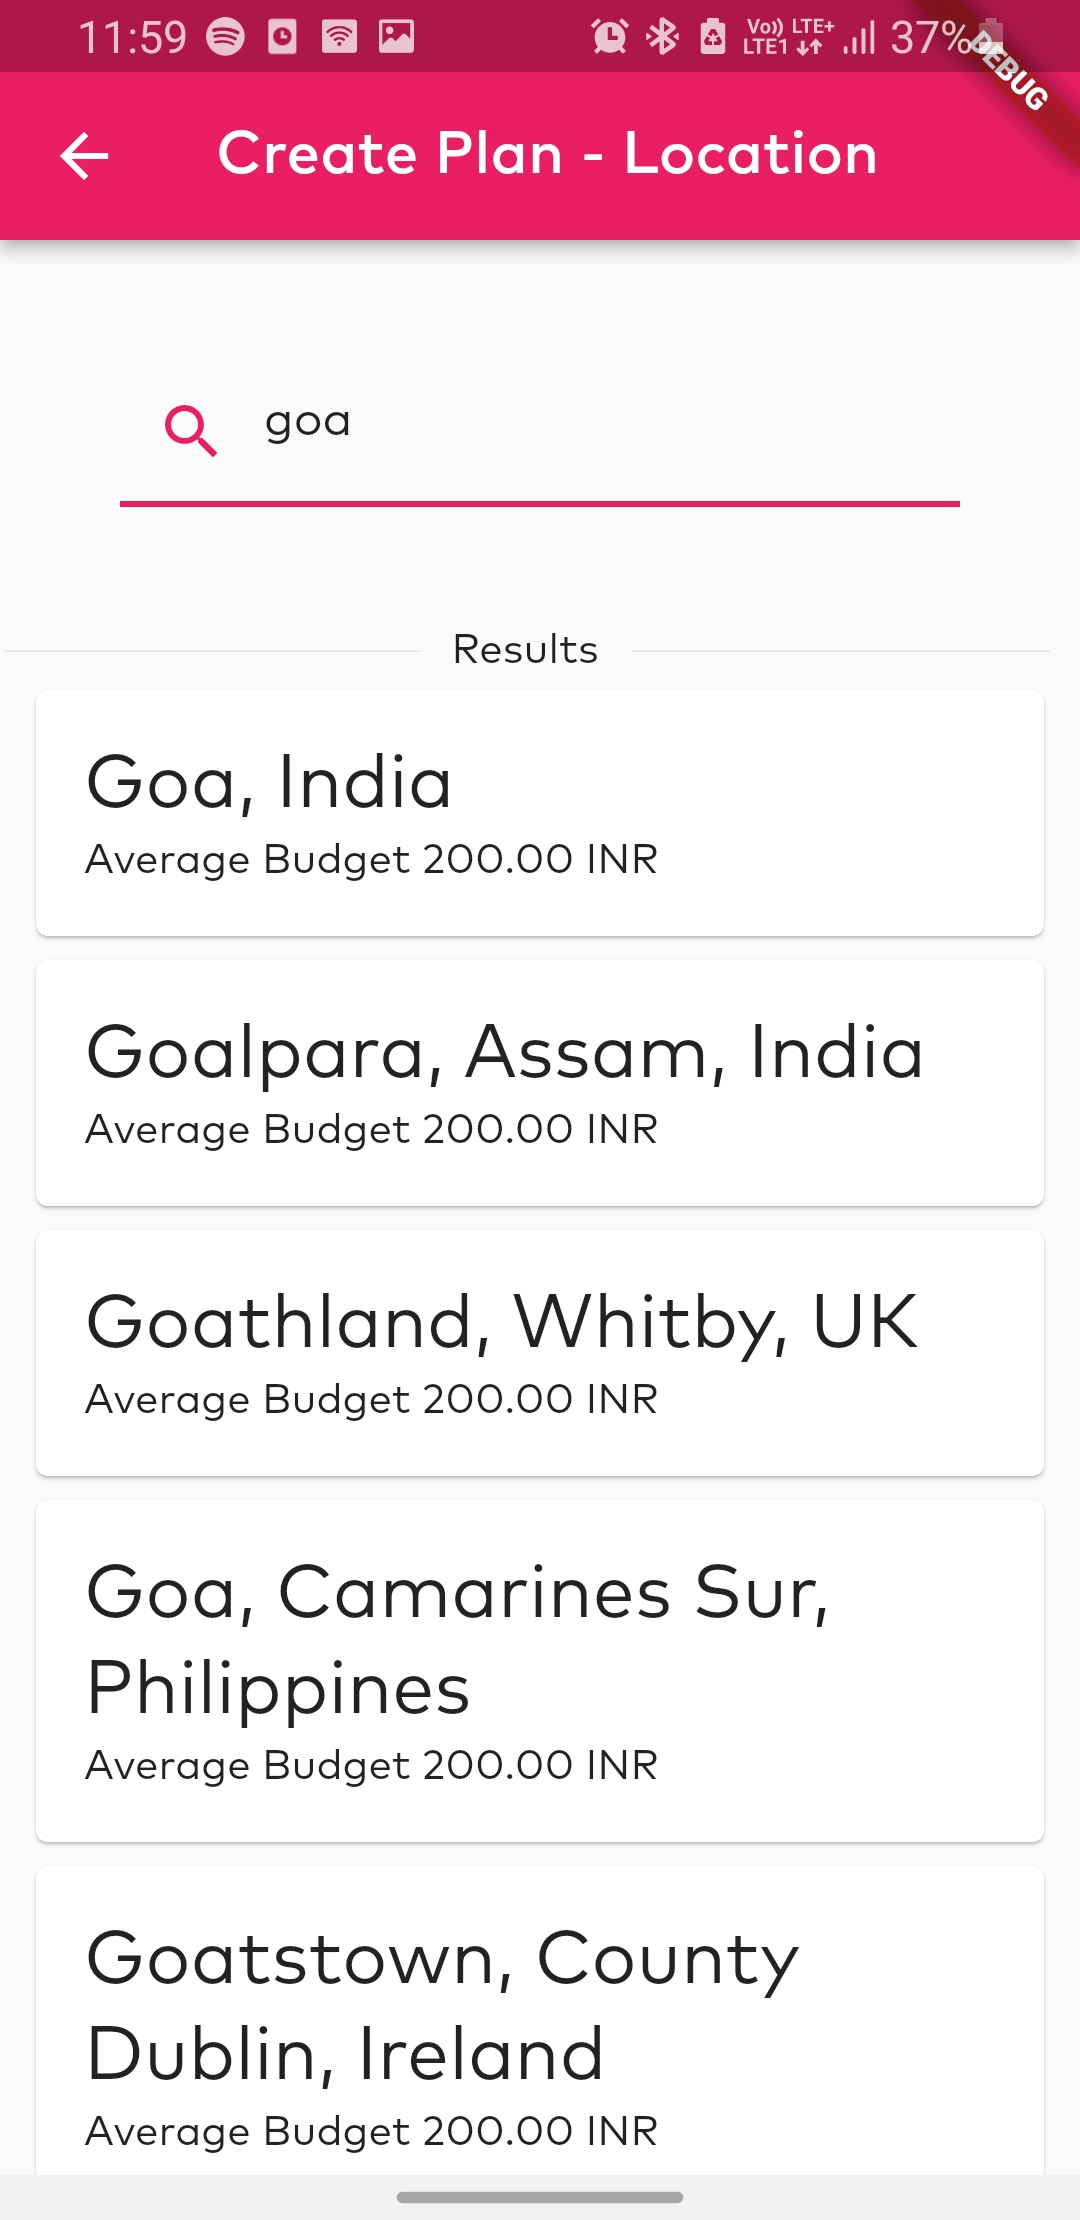 11:59
Vo)) LTE+
LTE1
37%
DEBUG
Create Plan - Location
goa
Results
Goa, India
Average Budget 200.00 INR
Goalpara, Assam, India
Average Budget 200.00 INR
Goathland, Whitby, UK
Average Budget 200.00 INR
Goa, Camarines Sur,
Philippines
Average Budget 200.00 INR
Goatstown, County
Dublin, Ireland
Average Budget 200.00 INR